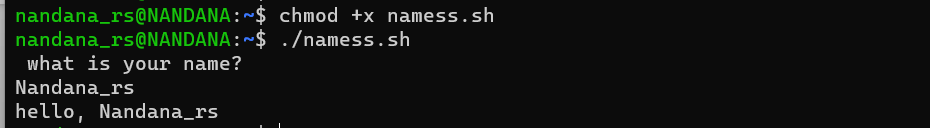 nandana_rs@NANDANA:~$ chmod +x namess.sh
nandana_rs@NANDANA:~$ ./namess.sh
 what is your name?
Nandana_rs
hello, Nandana_rs